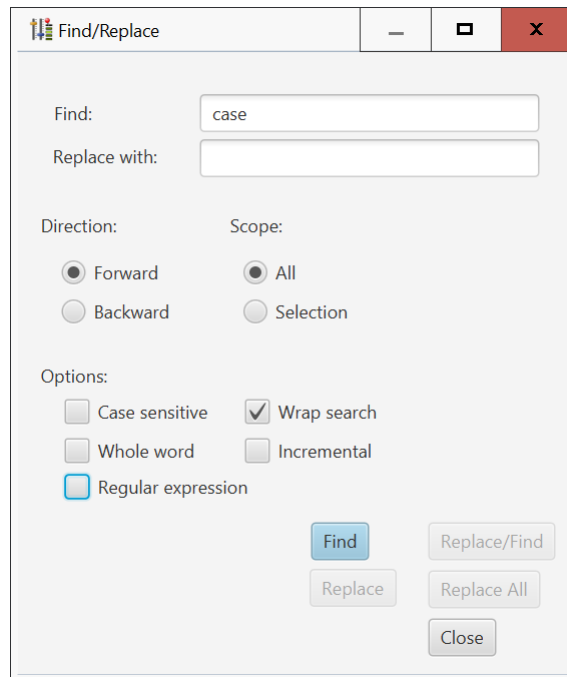 Find/Replace
Find: case
Replace with:
Direction: Scope:
Forward All
Backward Selection
Options:
Case sensitive Wrap search
Whole word Incremental
Regular expression
Find Replace/Find
Replace Replace All
Close